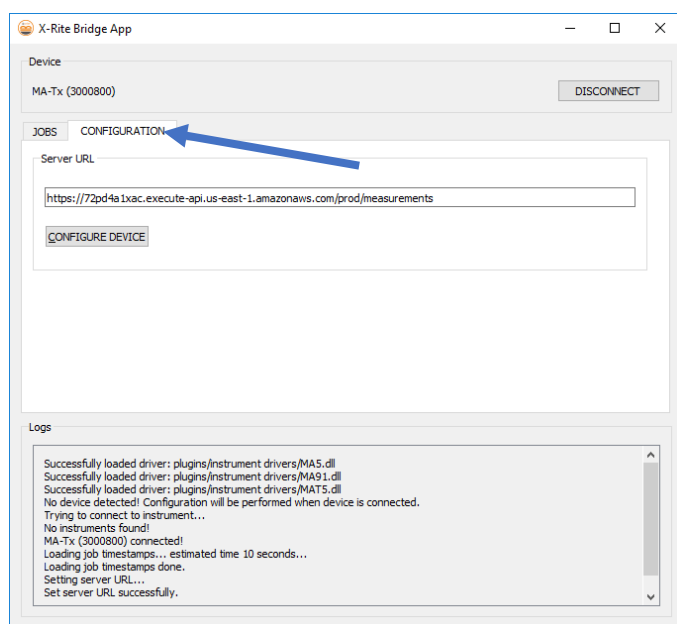 X-Rite Bridge App
Device
MA-Tx (3000800)
DISCONNECT
JOBS
CONFIGURATION
Server URL
https://72pd4a1xac.execute-api.us-east-1.amazonaws.com/prod/measurements
CONFIGURE DEVICE
Logs
Successfully loaded driver: plugins/instrument drivers/MA5.dll
Successfully loaded driver: plugins/instrument drivers/MA91.dll
Successfully loaded driver: plugins/instrument drivers/MAT5.dll
No device detected! Configuration will be performed when device is connected.
Trying to connect to instrument...
No instruments found!
MA-Tx (3000800) connected!
Loading job timestamps... estimated time 10 seconds...
Loading job timestamps done.
Setting server URL...
Set server URL successfully.